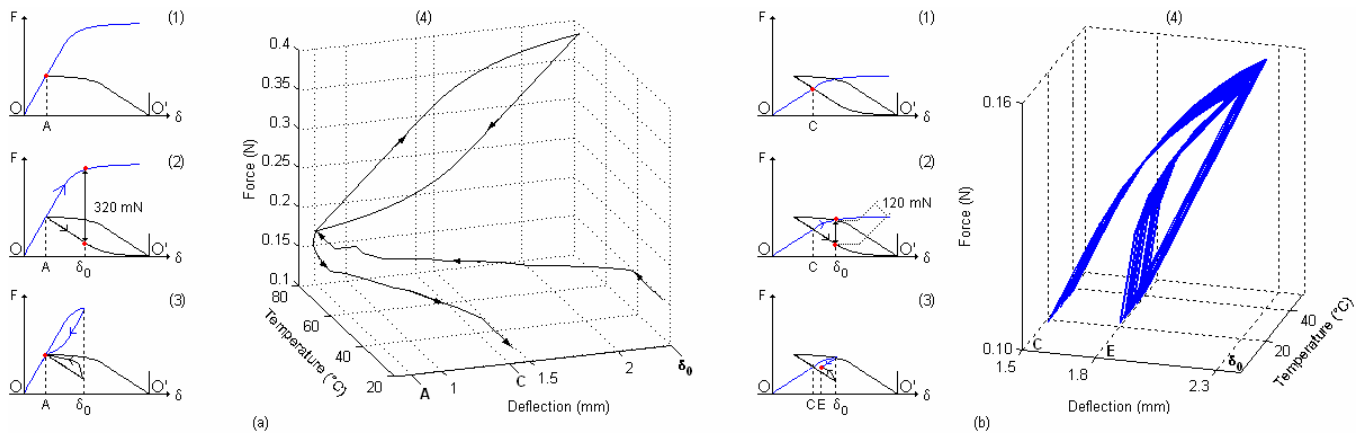 F
(1)
O
O'
A
δ
F
(2)
320 mN
O
O'
A
δ0
δ
F
(3)
O
O'
A
δ0
δ
(4)
0.4
0.35
0.4
0.3
0.25
0.2
0.15
0.1
Force (N)
80
60
40
20
Temperature (°C)
A
1
C
1.5
2
δ0
Deflection (mm)
(a)
F
(1)
O
O'
C
δ
F
(2)
120 mN
O
O'
C
δ0
δ
F
(3)
O
O'
C E
δ0
δ
(4)
0.16
Force (N)
0.10
C
E
δ0
1.5
1.8
2.3
Deflection (mm)
20
40
Temperature (°C)
(b)